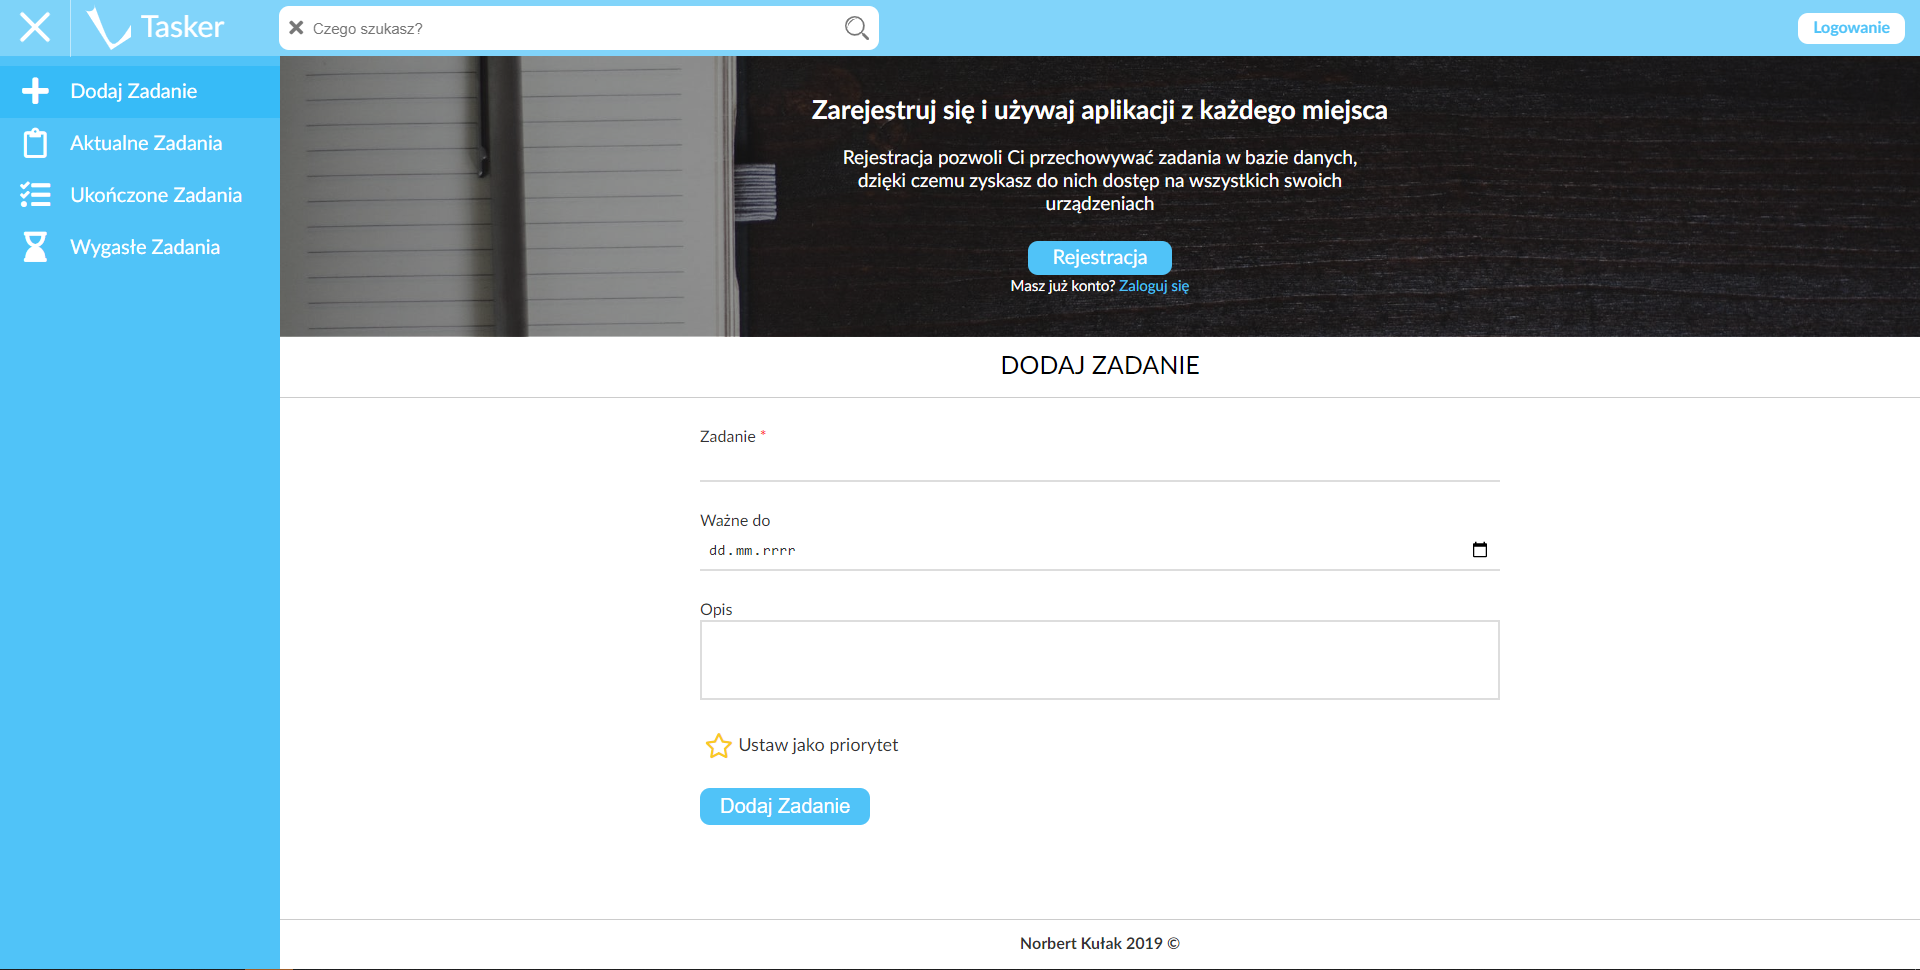 Tasker
Czego szukasz?
Logowanie
Dodaj Zadanie
Aktualne Zadania
Ukończone Zadania
Wygasłe Zadania
Zarejestruj się i używaj aplikacji z każdego miejsca
Rejestracja pozwoli Ci przechowywać zadania w bazie danych,
dzięki czemu zyskasz do nich dostęp na wszystkich swoich
urządzeniach
Rejestracja
Masz już konto? Zaloguj się
DODAJ ZADANIE
Zadanie *
Ważne do
dd.mm.rrrr
Opis
Ustaw jako priorytet
Dodaj Zadanie
Norbert Kułak 2019 ©